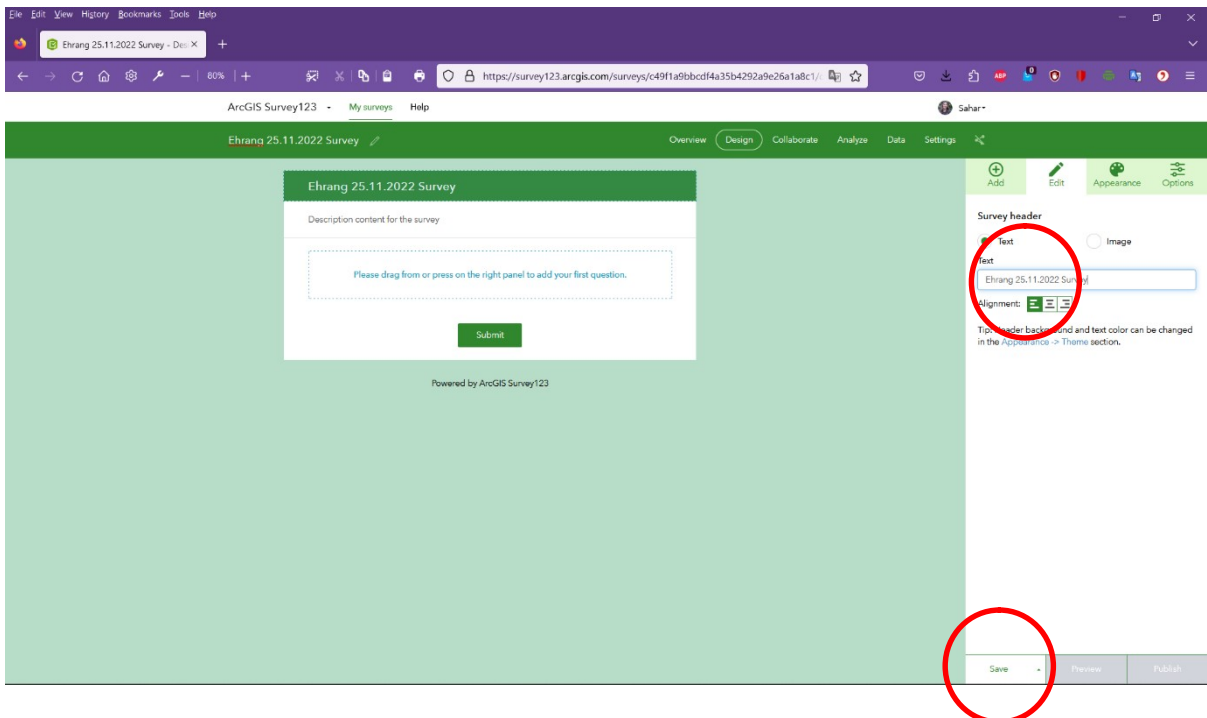 File Edit View History Bookmarks Tools Help
Ehrang 25.11.2022 Survey - Des
80%
https://survey123.arcgis.com/surveys/c49f1a9bbcdf4a35b4292a9e26a1a8c1/
ABP
0
ArcGIS Survey123 My surveys Help
Sahar
Ehrang 25.11.2022 Survey
Overview Design Collaborate Analyze Data Settings
Add Edit Appearance Options
Ehrang 25.11.2022 Survey
Description content for the survey
Please drag from or press on the right panel to add your first question.
Submit
Powered by ArcGIS Survey123
Survey header
Text Image
Text
Ehrang 25.11.2022 Survey
Alignment:
Tip: Header background and text color can be changed
in the Appearance -> Theme section.
Save Preview Publish